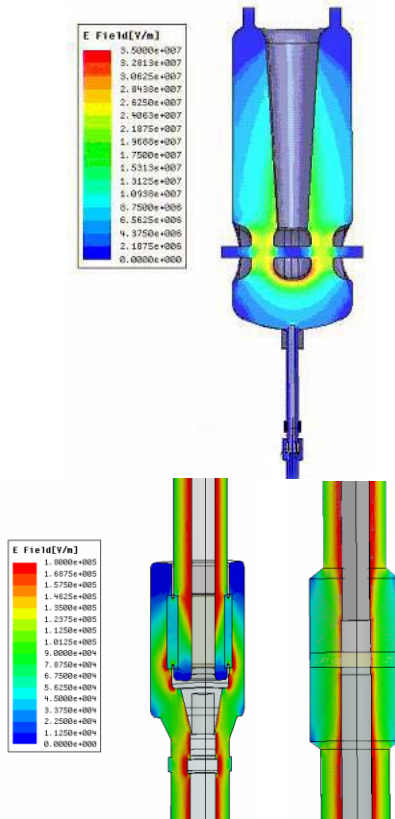 E Field[V/m]
3.5000e+007
3.2813e+007
3.0625e+007
2.8438e+007
2.6250e+007
2.4063e+007
2.1875e+007
1.9688e+007
1.7500e+007
1.5313e+007
1.3125e+007
1.0938e+007
8.7500e+006
6.5625e+006
4.3750e+006
2.1875e+006
0.0000e+000
E Field[V/m]
1.8000e+005
1.6875e+005
1.5750e+005
1.4625e+005
1.3500e+005
1.2375e+005
1.1250e+005
1.0125e+005
9.0000e+004
7.8750e+004
6.7500e+004
5.6250e+004
4.5000e+004
3.3750e+004
2.2500e+004
1.1250e+004
0.0000e+000